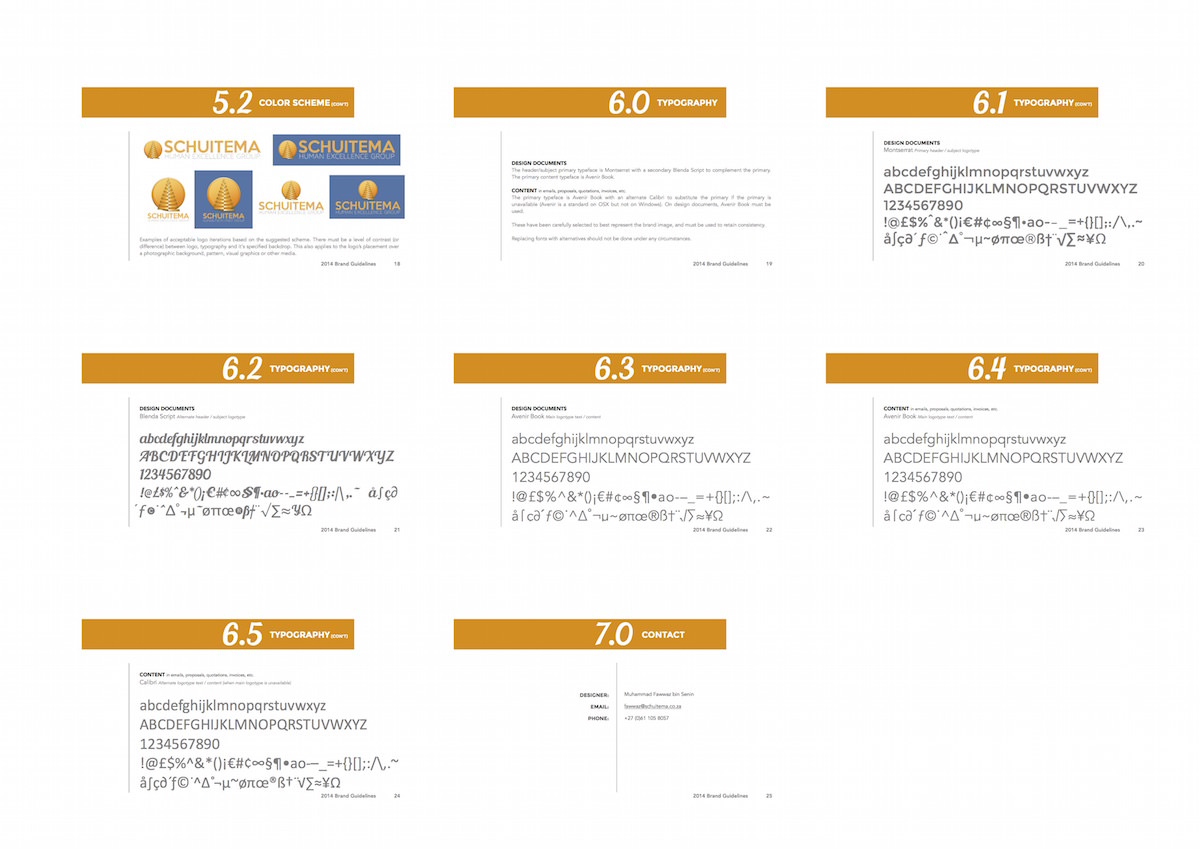 5.2 COLOR SCHEME (CON'T)
SCHUITEMA
HUMAN EXCELLENCE GROUP
SCHUITEMA
HUMAN EXCELLENCE GROUP
SCHUITEMA
SCHUITEMA
HUMAN EXCELLENCE GROUP
SCHUITEMA
HUMAN EXCELLENCE GROUP
SCHUITEMA
HUMAN EXCELLENCE GROUP
Examples of acceptable logo iterations based on the suggested scheme. There must be a level of contrast (or
difference) between logo, typography and it's specified backdrop. This also applies to the logo's placement over
a photographic background, pattern, visual graphics or other media.
2014 Brand Guidelines 18
6.0 TYPOGRAPHY
DESIGN DOCUMENTS
The header/subject primary typeface is Montserrat with a secondary Blenda Script to complement the primary.
The primary content typeface is Avenir Book.
CONTENT in emails, proposals, quotations, invoices, etc.
The primary typeface is Avenir Book with an alternate Calibri to substitute the primary if the primary is
unavailable (Avenir is a standard on OSX but not on Windows). On design documents, Avenir Book must be
used.
These have been carefully selected to best represent the brand image, and must be used to retain consistency.
Replacing fonts with alternatives should not be done under any circumstances.
2014 Brand Guidelines 19
6.1 TYPOGRAPHY (CON'T)
DESIGN DOCUMENTS
Montserrat Primary header / subject logotype
abcdefghijklmnopqrstuvwxyz
ABCDEFGHIJKLMNOPQRSTUVWXYZ
1234567890
!@£$%ˆ&*()i€#¢∞§¶•ao--_=+{}[];:/\,.~
å∫ç∂´ƒ©˙ˆ∆˚¬µ~øπœ®ß†¨√∑≈¥Ω
2014 Brand Guidelines 20
6.2 TYPOGRAPHY (CON'T)
DESIGN DOCUMENTS
Blenda Script Alternate header / subject logotype
abcdefghijklmnopqrstuvwxyz
ABCDEFGHIJKLMNOPQRSTUVWXYZ
1234567890
!@£$%^&*()¡€#¢∞§¶•ao--_=+{}[];:/\,.~ å∫ç∂
´ƒ©˙ˆ∆˚¬µ~øπœ®ß†¨√∑≈¥Ω
2014 Brand Guidelines 21
6.3 TYPOGRAPHY (CON'T)
DESIGN DOCUMENTS
Avenir Book Main logotype text / content
abcdefghijklmnopqrstuvwxyz
ABCDEFGHIJKLMNOPQRSTUVWXYZ
1234567890
!@£$%^&*()¡€#¢∞§¶•ao-–_=+{}[];:/\,.~
å∫ç∂´ƒ©˙^∆˚¬µ~øπœ®ß†¨√∑≈¥Ω
2014 Brand Guidelines 22
6.4 TYPOGRAPHY (CON'T)
CONTENT in emails, proposals, quotations, invoices, etc.
Avenir Book Main logotype text / content
abcdefghijklmnopqrstuvwxyz
ABCDEFGHIJKLMNOPQRSTUVWXYZ
1234567890
!@£$%^&*()¡€#¢∞§¶•ao-–_=+{}[];:/\,.~
å∫ç∂´ƒ©˙^∆˚¬µ~øπœ®ß†¨√∑≈¥Ω
2014 Brand Guidelines 23
6.5 TYPOGRAPHY (CON'T)
CONTENT in emails, proposals, quotations, invoices, etc.
Calibri Alternate logotype text / content (when main logotype is unavailable)
abcdefghijklmnopqrstuvwxyz
ABCDEFGHIJKLMNOPQRSTUVWXYZ
1234567890
!@£$%^&*()¡€#¢∞§¶•ao-–_=+{}[];:/\,.~
å∫ç∂´ƒ©˙^∆˚¬µ~øπœ®ß†¨√∑≈¥Ω
2014 Brand Guidelines 24
7.0 CONTACT
DESIGNER: Muhammad Fawwaz bin Senin
EMAIL: fawwaz@schuitema.co.za
PHONE: +27 (0)61 105 8057
2014 Brand Guidelines 25